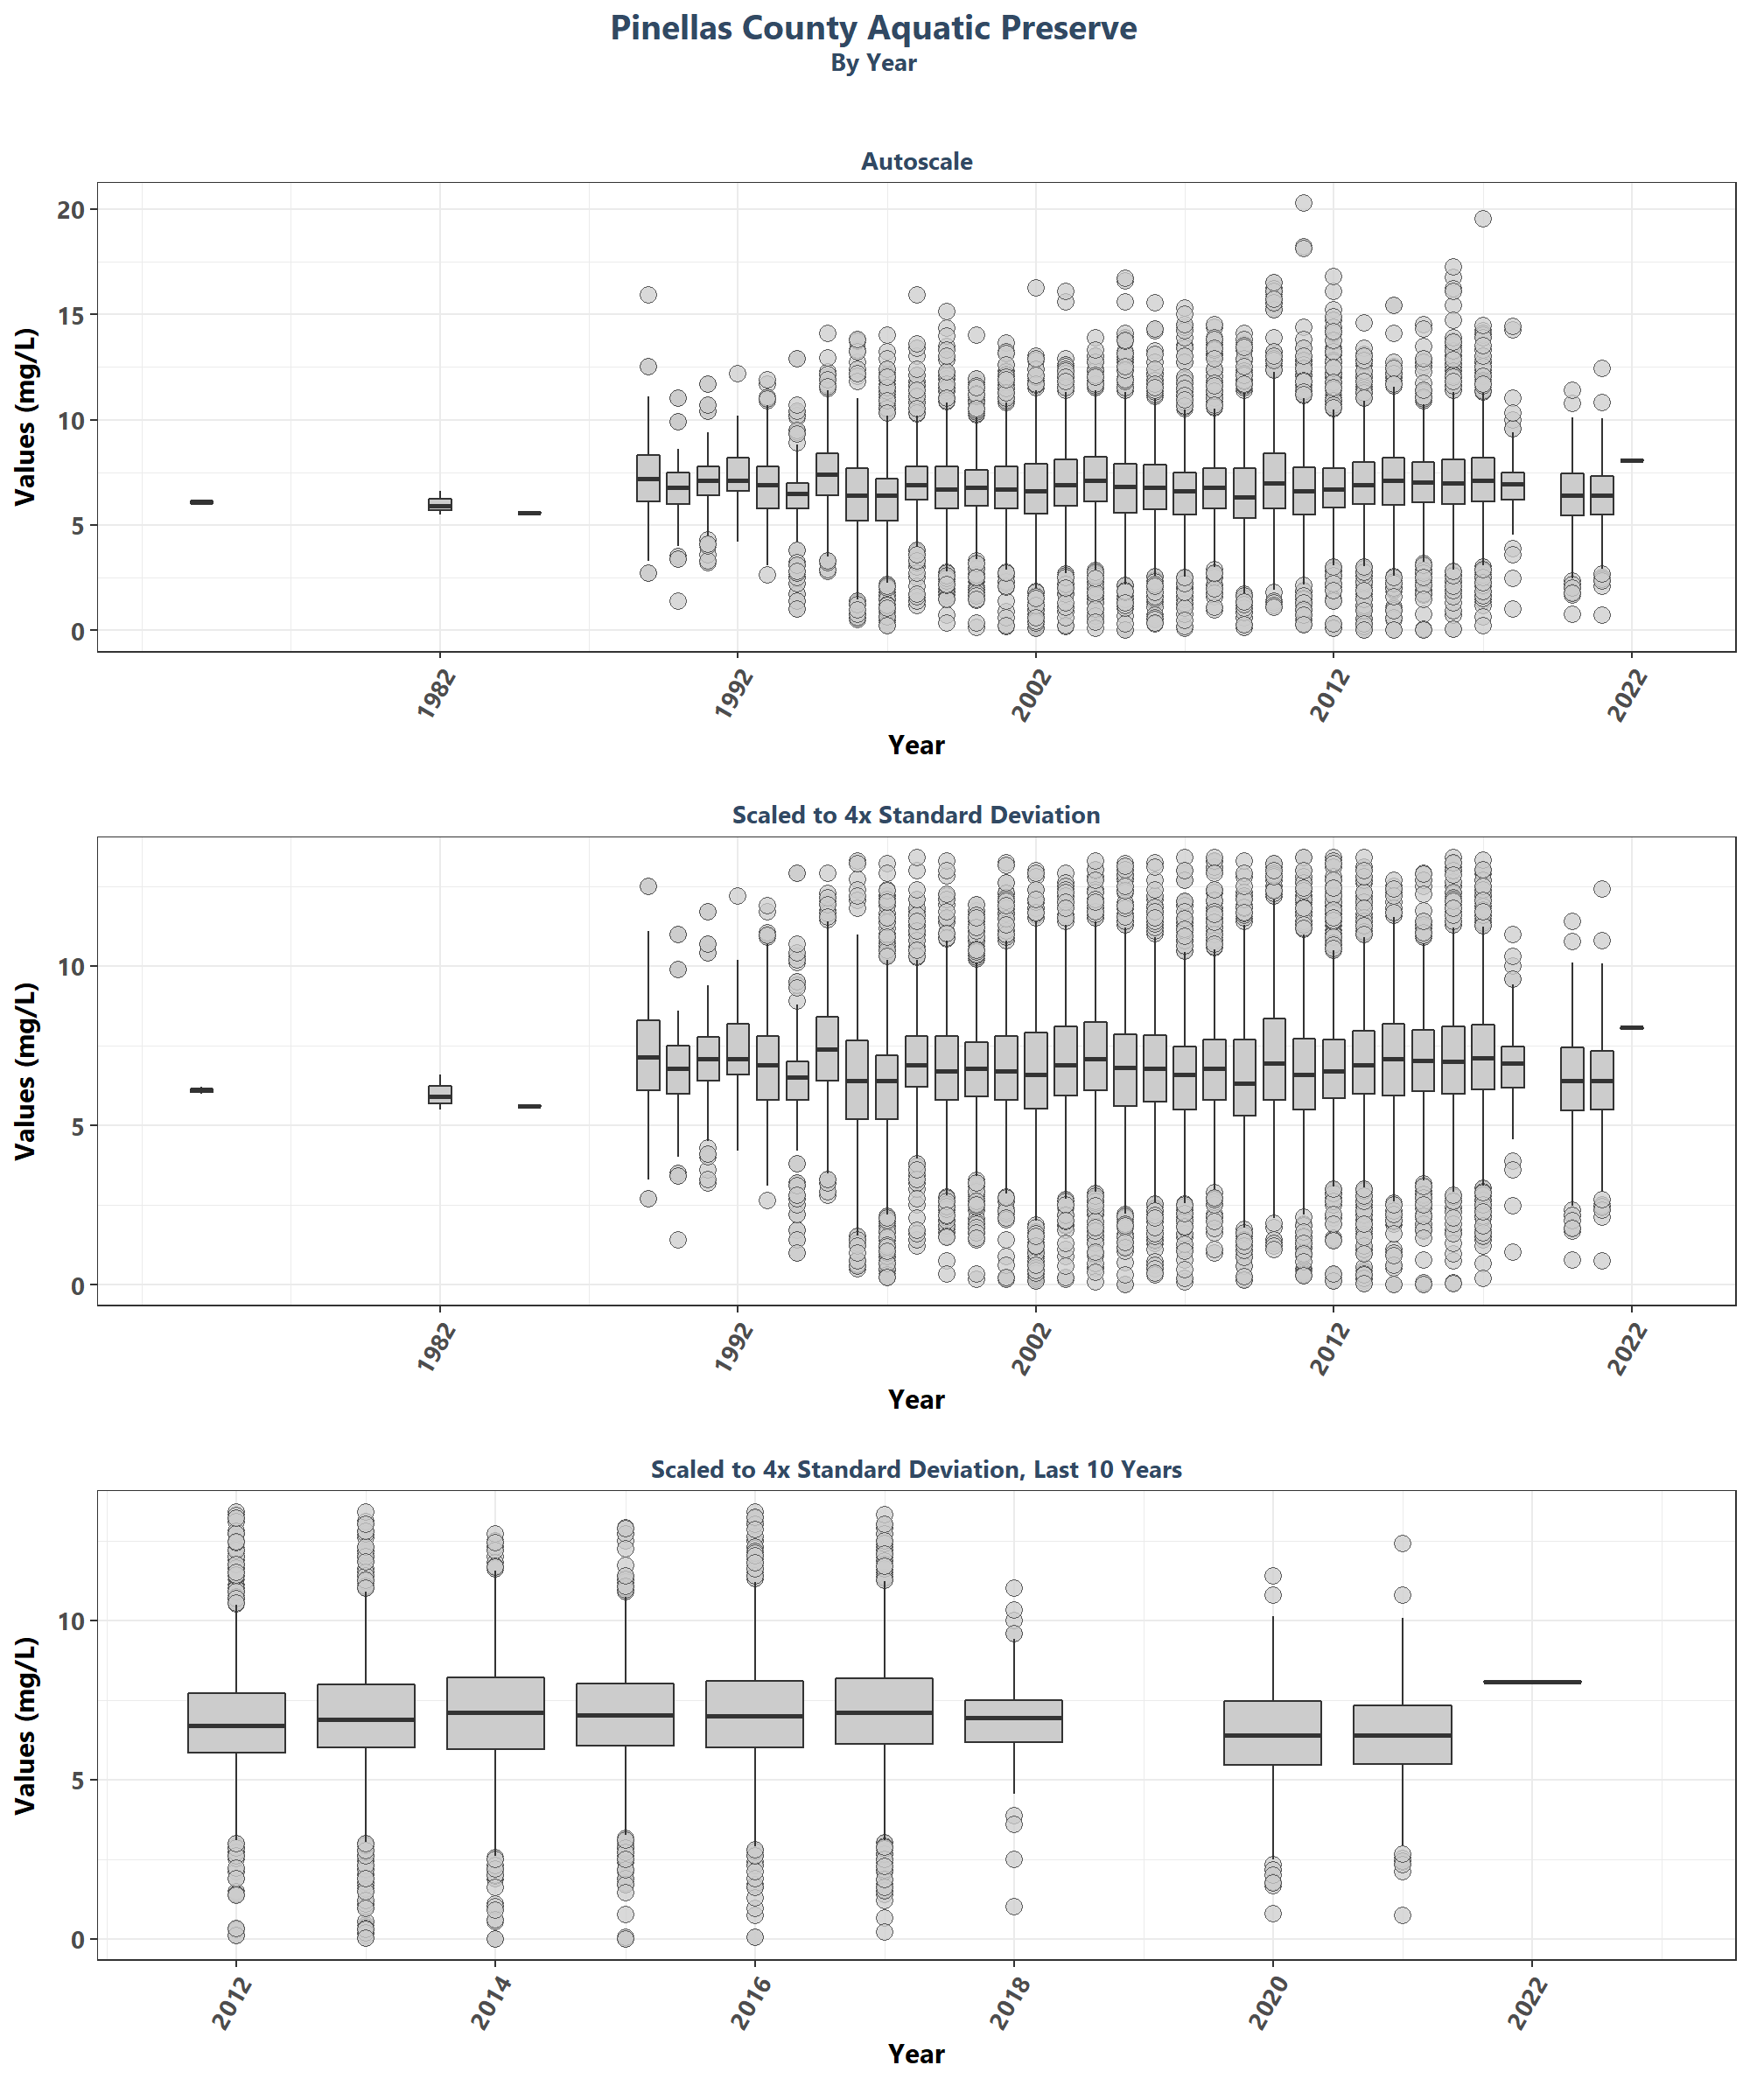 Pinellas County Aquatic Preserve
By Year
Autoscale
Values (mg/L)
20
15
10
5
0
1982
1992
2002
2012
2022
Year
Scaled to 4x Standard Deviation
Values (mg/L)
10
5
0
1982
1992
2002
2012
2022
Year
Scaled to 4x Standard Deviation, Last 10 Years
Values (mg/L)
10
5
0
2012
2014
2016
2018
2020
2022
Year